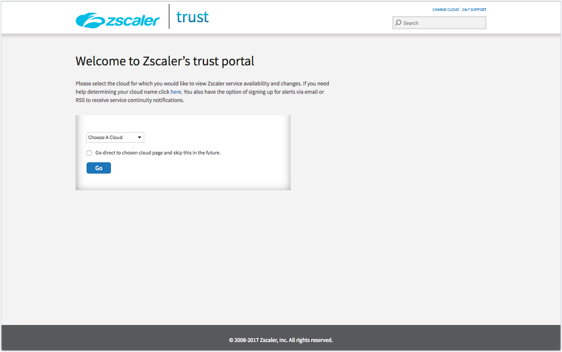 zscaler
trust
CHANGE CLOUD | 24x7 SUPPORT
Search
Welcome to Zscaler's trust portal
Please select the cloud for which you would like to view Zscaler service availability and changes. If you need
help determining your cloud name click here. You also have the option of signing up for alerts via email or
RSS to receive service continuity notifications.
Choose A Cloud
Go direct to chosen cloud page and skip this in the future.
Go
© 2008-2017 Zscaler, Inc. All rights reserved.